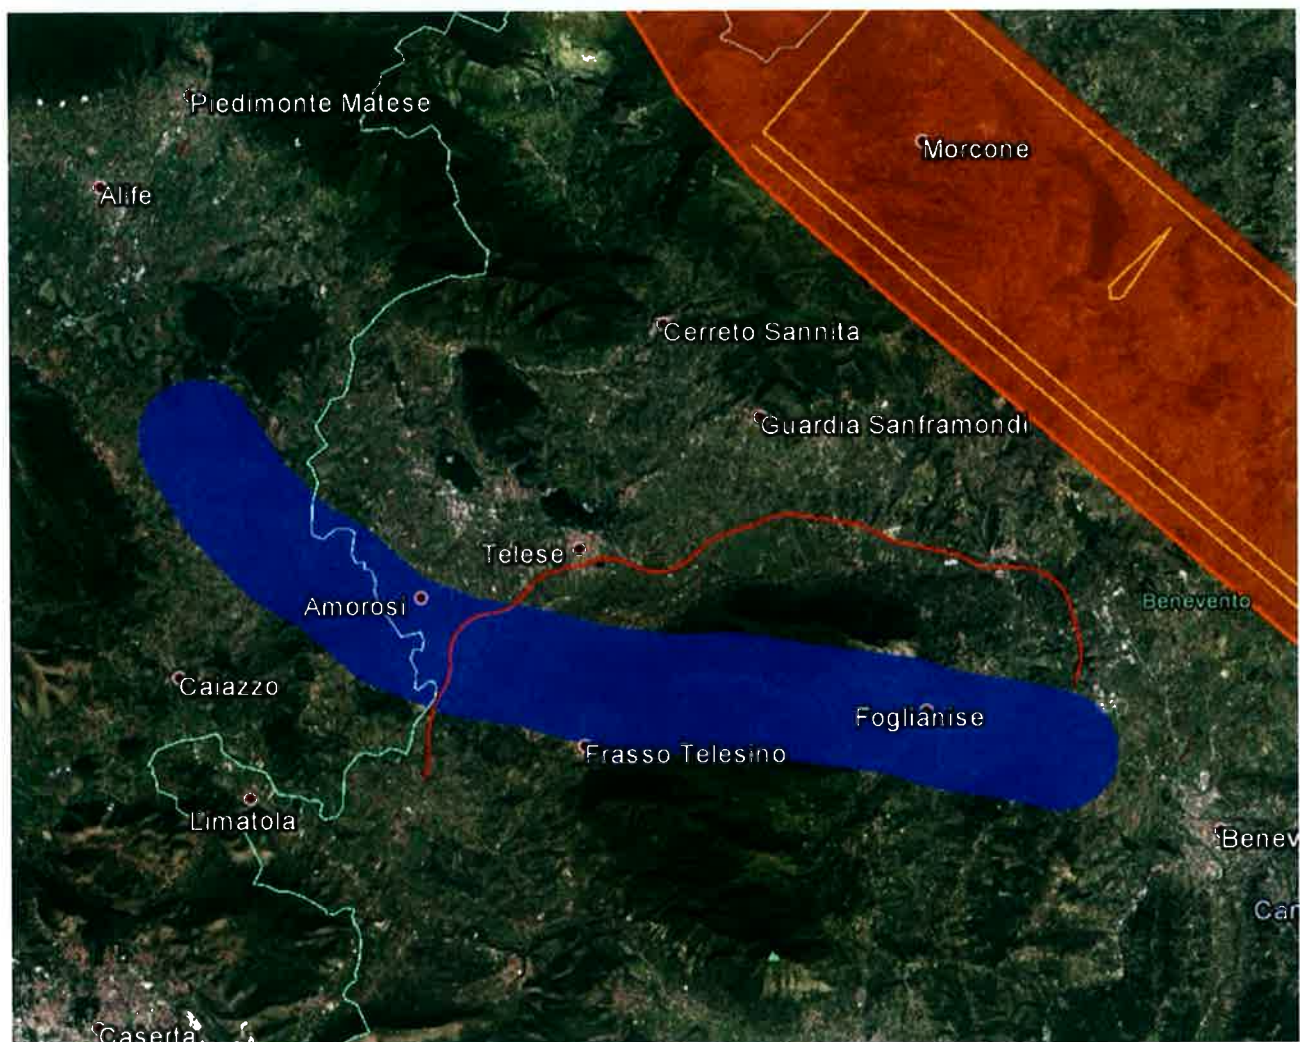 Piedimonte Matese
Morcone
Alife
Cerreto Sannita
Guardia Sanframondi
Telese
Amorosi
Benevento
Caiazzo
Foglianise
Frasso Telesino
Limatola
Benev
Car
Caserta